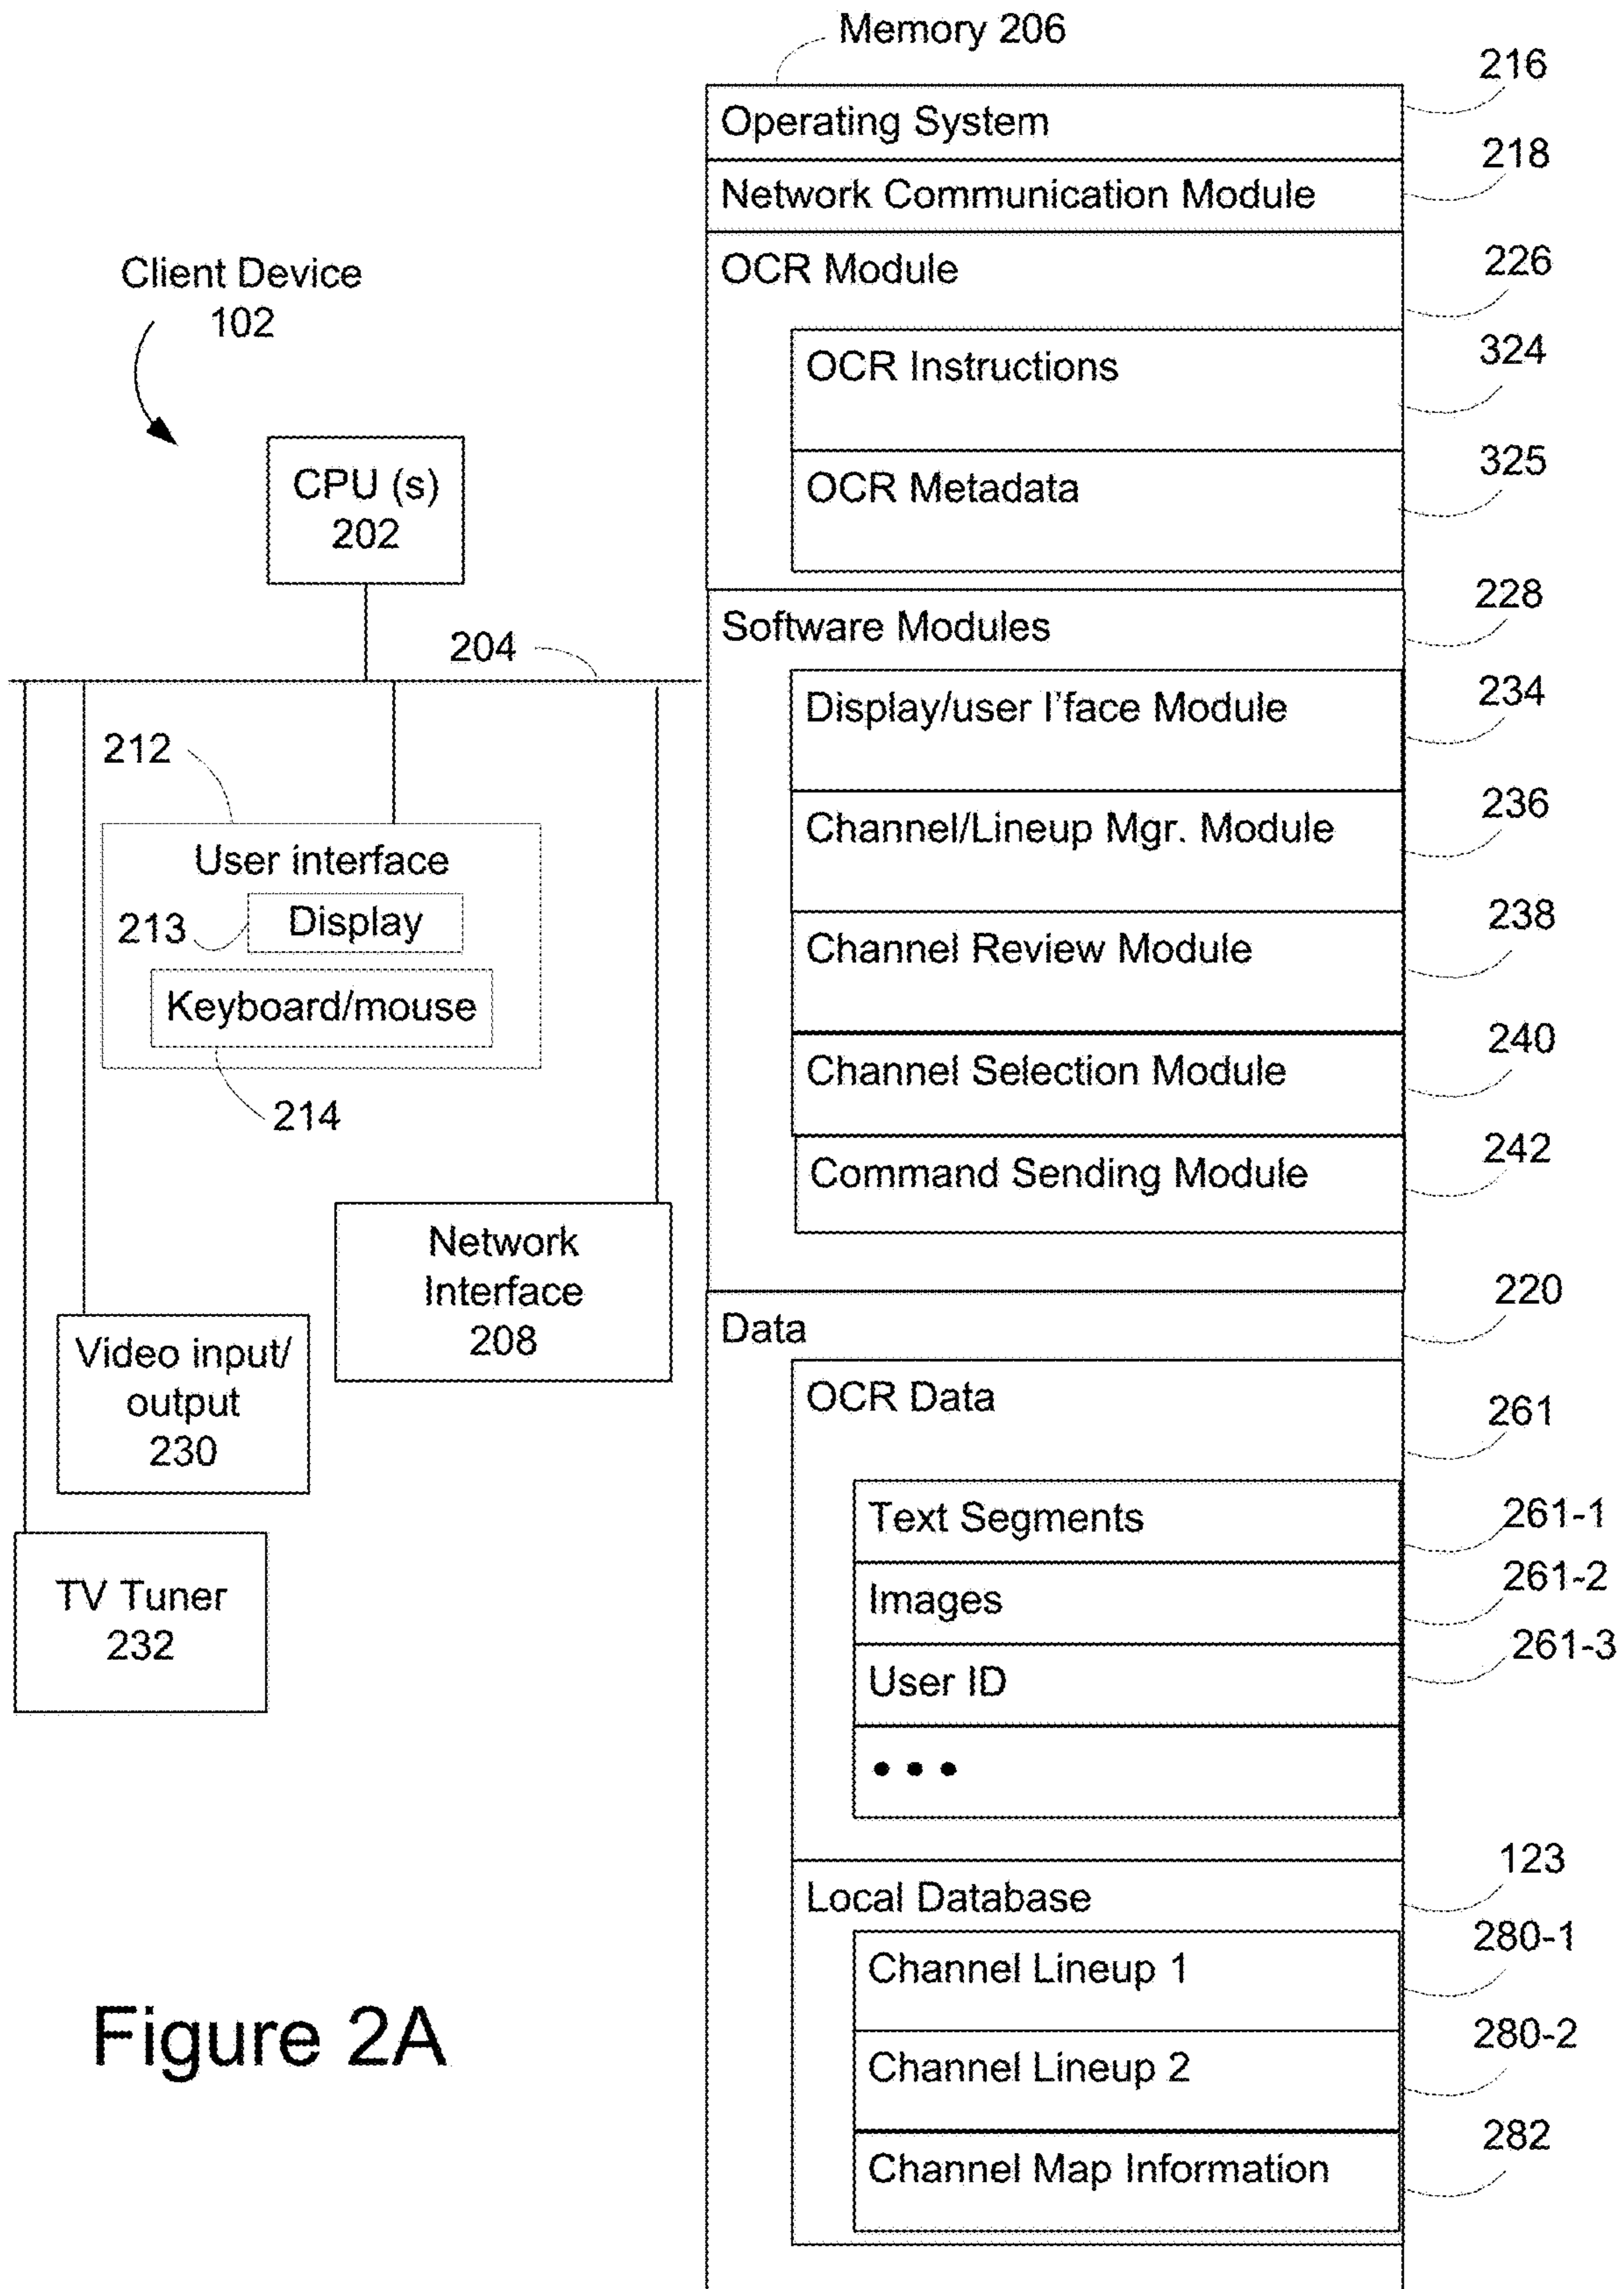 Memory 206
216
Operating System
218
Network Communication Module
226
OCR Module
324
OCR Instructions
325
OCR Metadata
Client Device
102
CPU (s)
202
204
212
User interface
213
Display
Keyboard/mouse
214
Network
Interface
208
Video input/
output
230
TV Tuner
232
228
Software Modules
234
Display/user I'face Module
236
Channel/Lineup Mgr. Module
238
Channel Review Module
240
Channel Selection Module
242
Command Sending Module
220
Data
261
OCR Data
261-1
Text Segments
261-2
Images
261-3
User ID
• • •
123
Local Database
280-1
Channel Lineup 1
280-2
Channel Lineup 2
282
Channel Map Information
Figure 2A